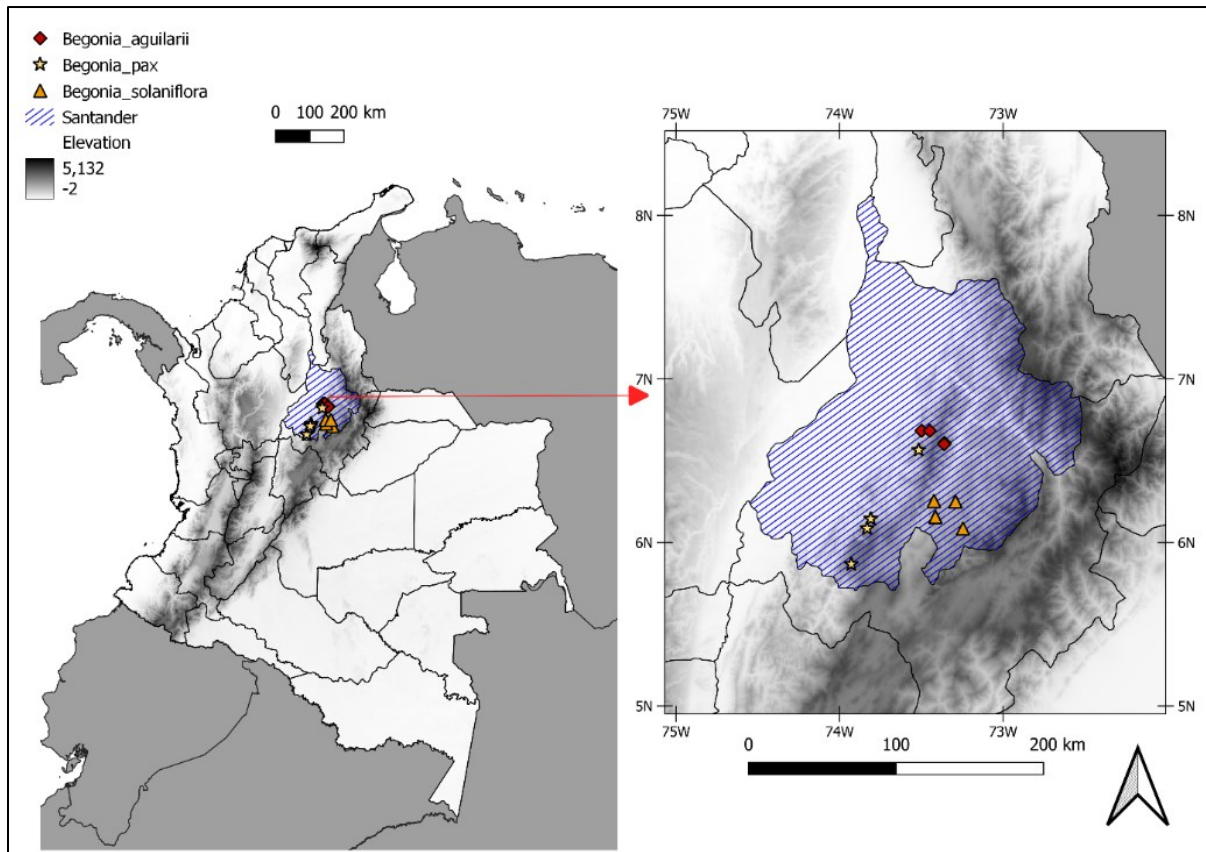 Begonia_aguilarii
Begonia_pax
Begonia_solaniflora
Santander
Elevation
5,132
-2
0 100 200 km
75W 74W 73W
8N 8N
7N 7N
6N 6N
5N 5N
75W 74W 73W
0 100 200 km